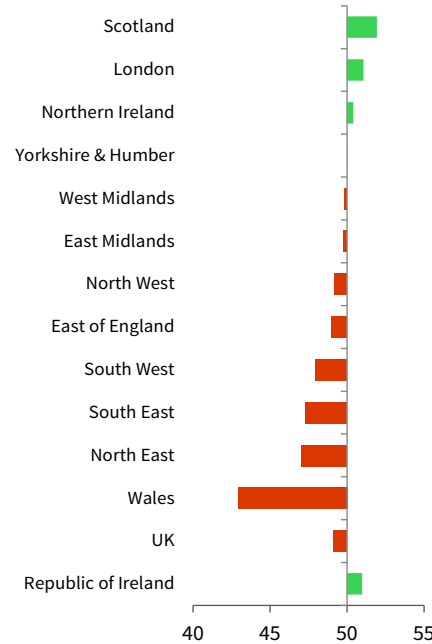 Scotland
London
Northern Ireland
Yorkshire & Humber
West Midlands
East Midlands
North West
East of England
South West
South East
North East
Wales
UK
Republic of Ireland
40 45 50 55